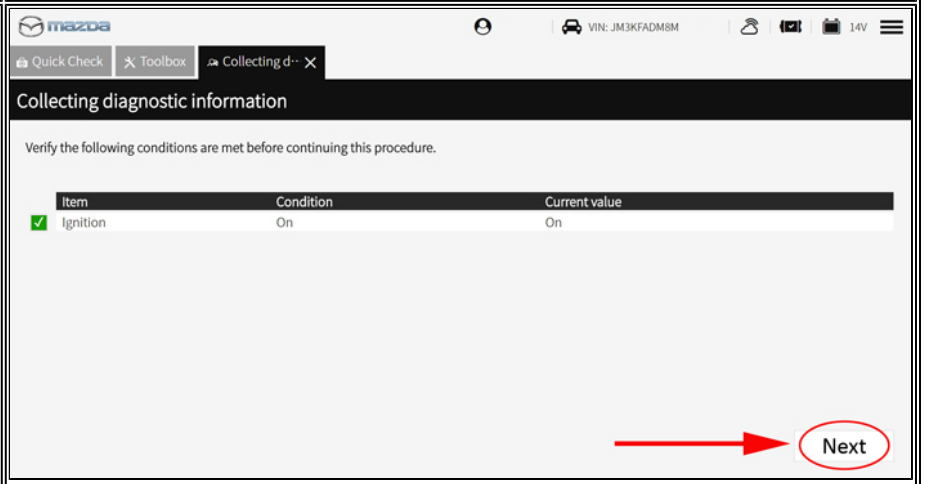 mazda
VIN: JM3KFADM8M
14V
Quick Check
Toolbox
Collecting d··
Collecting diagnostic information
Verify the following conditions are met before continuing this procedure.
Item Condition Current value
Ignition On On
Next